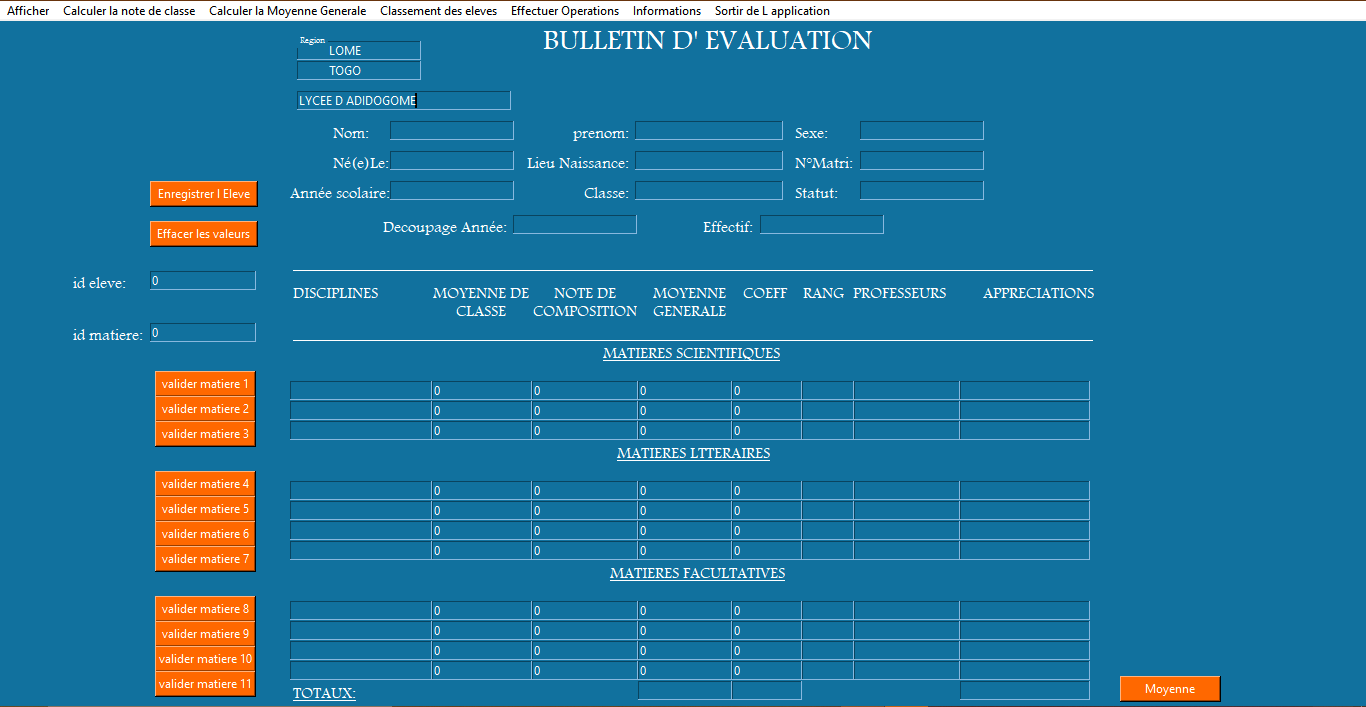 Afficher Calculer la note de classe Calculer la Moyenne Generale Classement des eleves Effectuer Operations Informations Sortir de L application
BULLETIN D' EVALUATION
Region
LOME
TOGO
LYCEE D ADIDOGOME
Nom: prenom: Sexe:
Né(e)Le: Lieu Naissance: N°Matri:
Enregistrer l Eleve Année scolaire: Classe: Statut:
Decoupage Année: Effectif:
Effacer les valeurs
id eleve: 0
DISCIPLINES MOYENNE DE NOTE DE MOYENNE COEFF RANG PROFESSEURS APPRECIATIONS
CLASSE COMPOSITION GENERALE
id matiere: 0
MATIERES SCIENTIFIQUES
valider matiere 1 0 0 0 0
valider matiere 2 0 0 0 0
valider matiere 3 0 0 0 0
MATIERES LTTERAIRES
valider matiere 4 0 0 0 0
valider matiere 5 0 0 0 0
valider matiere 6 0 0 0 0
valider matiere 7 0 0 0 0
MATIERES FACULTATIVES
valider matiere 8 0 0 0 0
valider matiere 9 0 0 0 0
valider matiere 10 0 0 0 0
valider matiere 11 0 0 0 0
TOTAUX: Moyenne